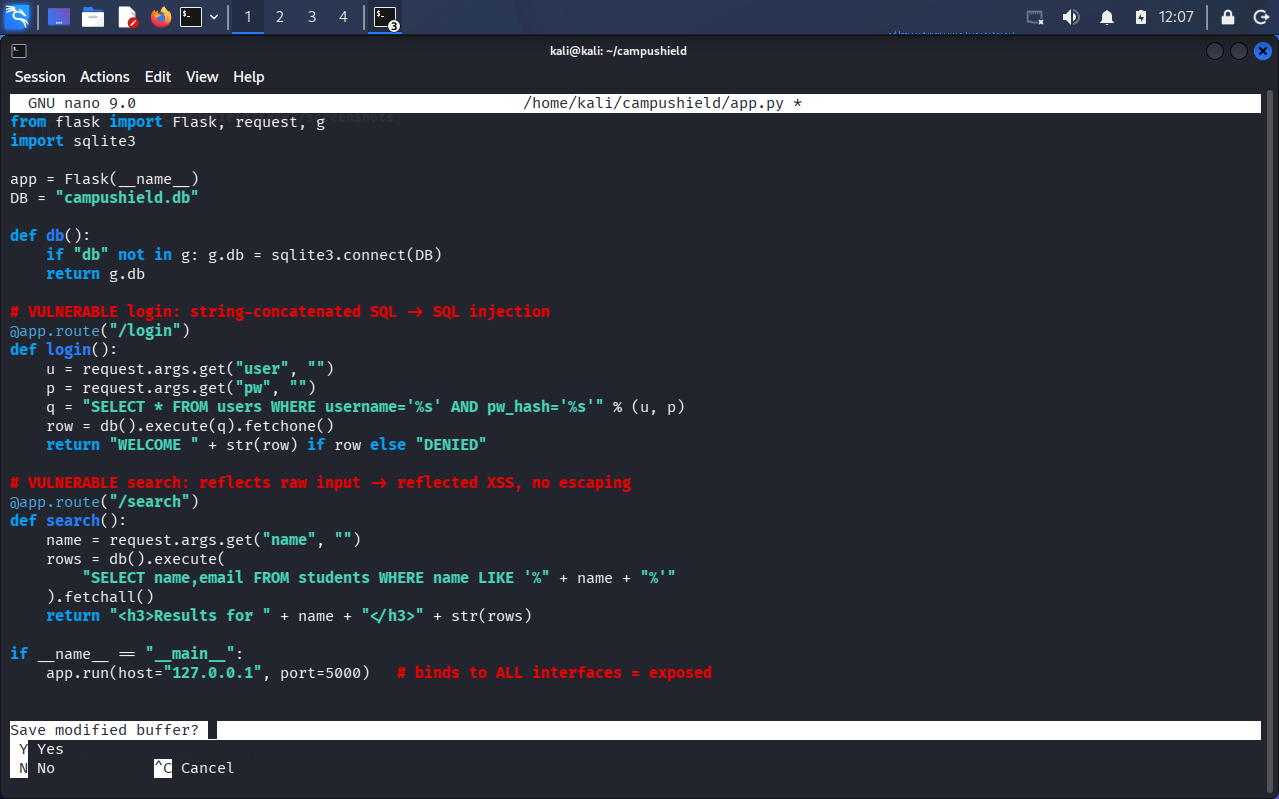 1 2 3 4
3
12:07
kali@kali: ~/campushield
Session Actions Edit View Help
GNU nano 9.0 /home/kali/campushield/app.py *
from flask import Flask, request, g
import sqlite3
app = Flask(__name__)
DB = "campushield.db"
def db():
    if "db" not in g: g.db = sqlite3.connect(DB)
    return g.db
# VULNERABLE login: string-concatenated SQL -> SQL injection
@app.route("/login")
def login():
    u = request.args.get("user", "")
    p = request.args.get("pw", "")
    q = "SELECT * FROM users WHERE username='%s' AND pw_hash='%s'" % (u, p)
    row = db().execute(q).fetchone()
    return "WELCOME " + str(row) if row else "DENIED"
# VULNERABLE search: reflects raw input -> reflected XSS, no escaping
@app.route("/search")
def search():
    name = request.args.get("name", "")
    rows = db().execute(
        "SELECT name,email FROM students WHERE name LIKE '%" + name + "%'"
    ).fetchall()
    return "<h3>Results for " + name + "</h3>" + str(rows)
if __name__ == "__main__":
    app.run(host="127.0.0.1", port=5000)   # binds to ALL interfaces = exposed
Save modified buffer?
Y Yes
N No ^C Cancel